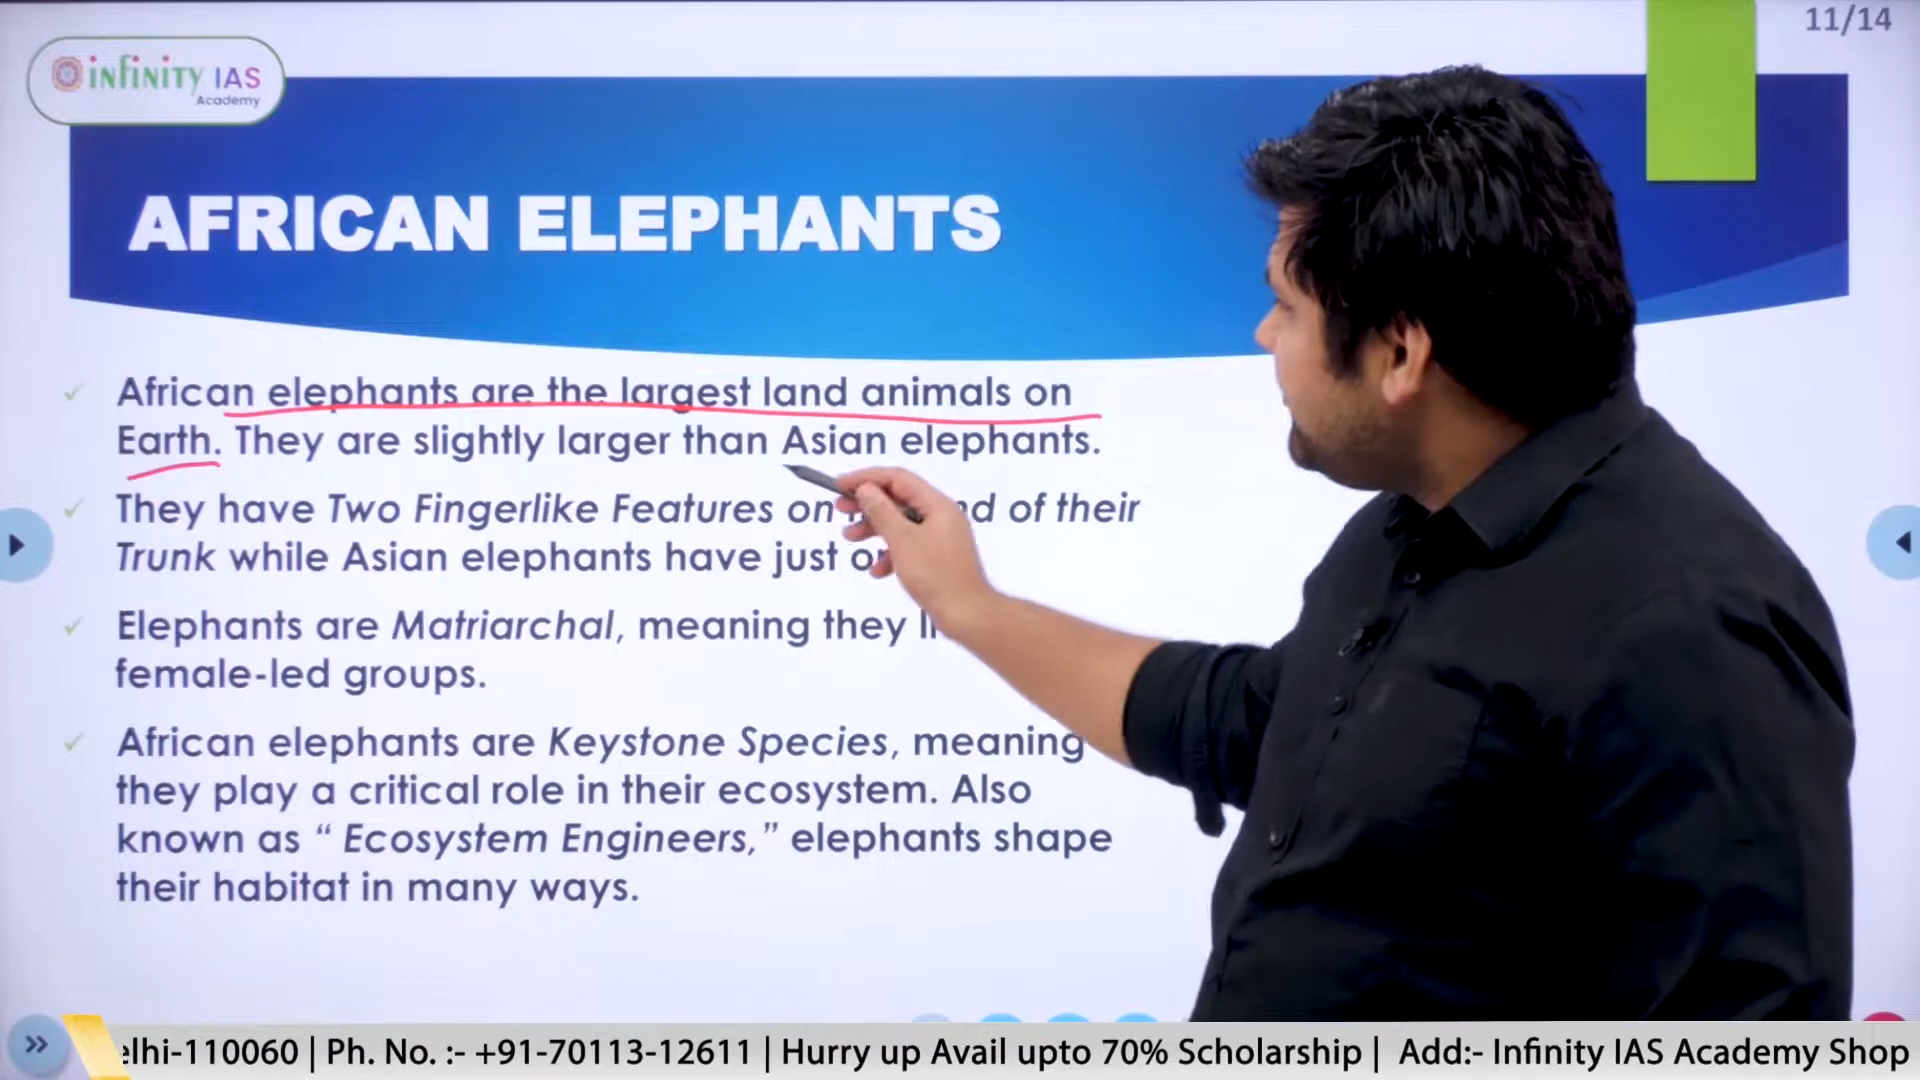 11/14
infinity IAS
Academy
AFRICAN ELEPHANTS
African elephants are the largest land animals on
Earth. They are slightly larger than Asian elephants.
They have Two Fingerlike Features on nd of their
Trunk while Asian elephants have just o
Elephants are Matriarchal, meaning they li
female-led groups.
African elephants are Keystone Species, meaning
they play a critical role in their ecosystem. Also
known as “ Ecosystem Engineers,” elephants shape
their habitat in many ways.
elhi-110060 | Ph. No. :- +91-70113-12611 | Hurry up Avail upto 70% Scholarship | Add:- Infinity IAS Academy Shop